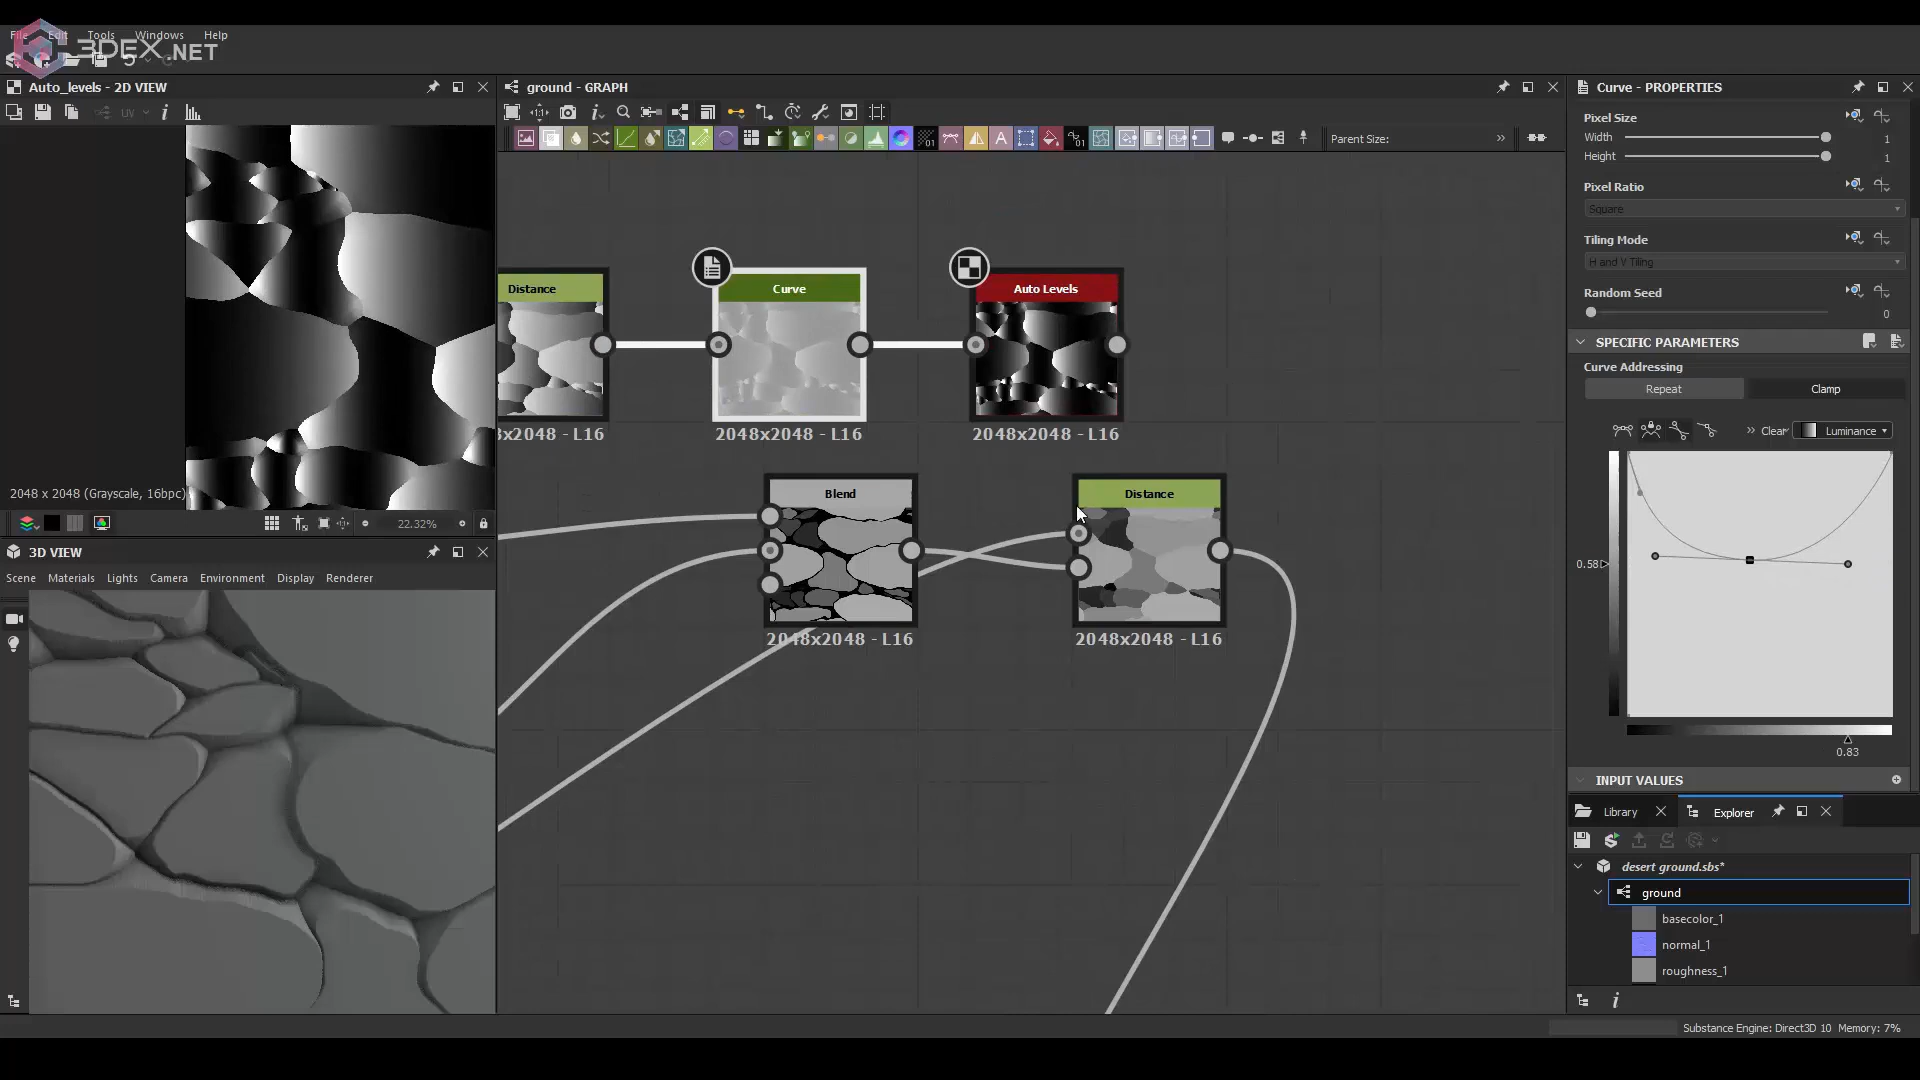 File Edit Tools Windows Help
3DEX.NET
Auto_levels - 2D VIEW
UV
2048 x 2048 (Grayscale, 16bpc)
22.32%
3D VIEW
Scene Materials Lights Camera Environment Display Renderer
ground - GRAPH
Parent Size:
Distance
Curve
Auto Levels
x2048 - L16
2048x2048 - L16
2048x2048 - L16
Blend
Distance
2048x2048 - L16
2048x2048 - L16
Curve - PROPERTIES
Pixel Size
Width 1
Height 1
Pixel Ratio
Square
Tiling Mode
H and V Tiling
Random Seed
0
SPECIFIC PARAMETERS
Curve Addressing
Repeat Clamp
Clear Luminance
0.58
0.83
INPUT VALUES
Library Explorer
desert ground.sbs*
ground
basecolor_1
normal_1
roughness_1
Substance Engine: Direct3D 10 Memory: 7%